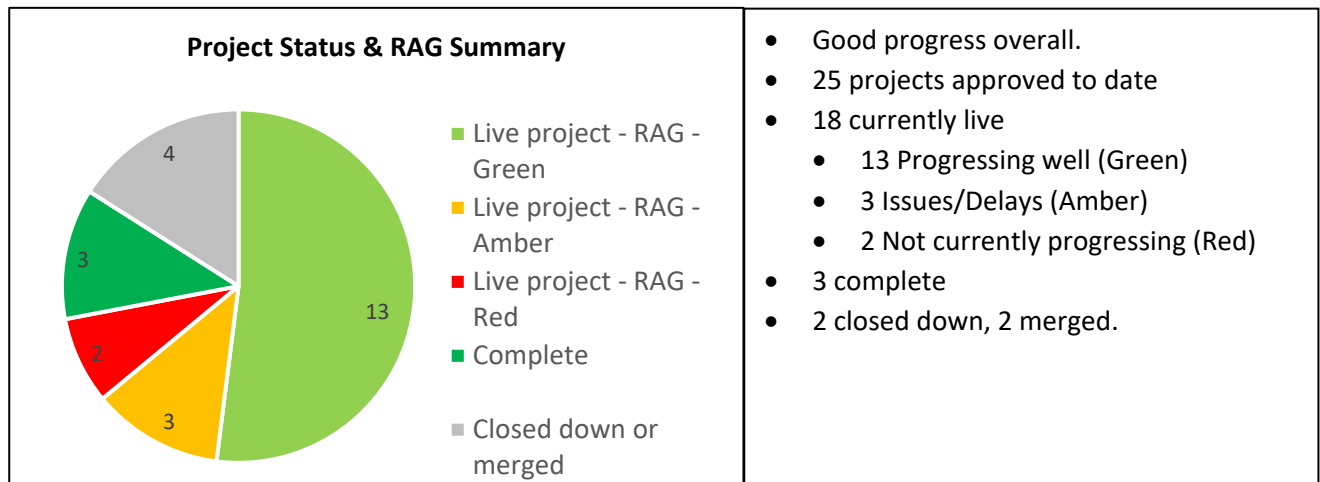 Project Status & RAG Summary
4
3
2
3
13
Live project - RAG -
Green
Live project - RAG -
Amber
Live project - RAG -
Red
Complete
Closed down or
merged
• Good progress overall.
• 25 projects approved to date
• 18 currently live
• 13 Progressing well (Green)
• 3 Issues/Delays (Amber)
• 2 Not currently progressing (Red)
• 3 complete
• 2 closed down, 2 merged.